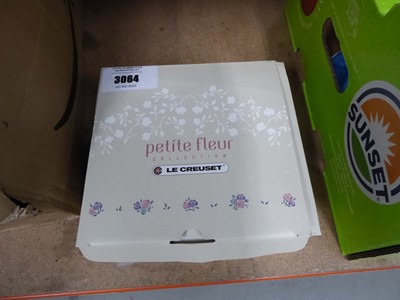 3064
petite fleur
COLLECTION
LE CREUSET
SUNSET